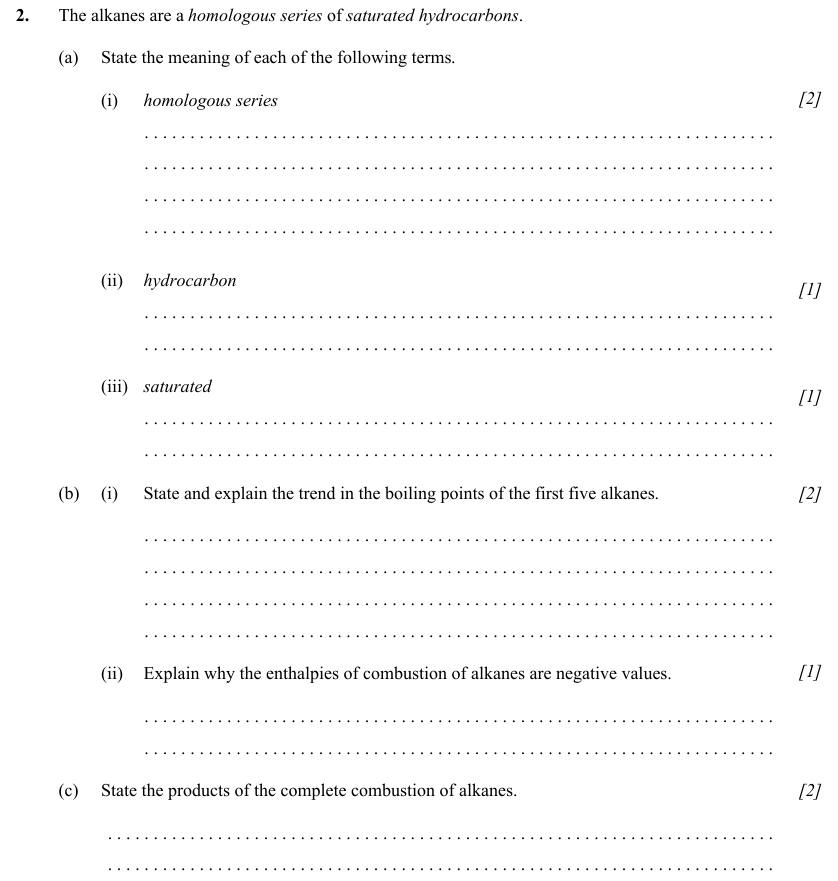 2. The alkanes are a homologous series of saturated hydrocarbons.
(a) State the meaning of each of the following terms.
(i) homologous series [2]
. . . . . . . . . . . . . . . . . . . . . . . . . . . . . . . . . . . . . . . . . . . . . . . . . . . . . . . . . . . . . . . . . . . .
. . . . . . . . . . . . . . . . . . . . . . . . . . . . . . . . . . . . . . . . . . . . . . . . . . . . . . . . . . . . . . . . . . . .
. . . . . . . . . . . . . . . . . . . . . . . . . . . . . . . . . . . . . . . . . . . . . . . . . . . . . . . . . . . . . . . . . . . .
. . . . . . . . . . . . . . . . . . . . . . . . . . . . . . . . . . . . . . . . . . . . . . . . . . . . . . . . . . . . . . . . . . . .
(ii) hydrocarbon [1]
. . . . . . . . . . . . . . . . . . . . . . . . . . . . . . . . . . . . . . . . . . . . . . . . . . . . . . . . . . . . . . . . . . . .
. . . . . . . . . . . . . . . . . . . . . . . . . . . . . . . . . . . . . . . . . . . . . . . . . . . . . . . . . . . . . . . . . . . .
(iii) saturated [1]
. . . . . . . . . . . . . . . . . . . . . . . . . . . . . . . . . . . . . . . . . . . . . . . . . . . . . . . . . . . . . . . . . . . .
. . . . . . . . . . . . . . . . . . . . . . . . . . . . . . . . . . . . . . . . . . . . . . . . . . . . . . . . . . . . . . . . . . . .
(b) (i) State and explain the trend in the boiling points of the first five alkanes. [2]
. . . . . . . . . . . . . . . . . . . . . . . . . . . . . . . . . . . . . . . . . . . . . . . . . . . . . . . . . . . . . . . . . . . .
. . . . . . . . . . . . . . . . . . . . . . . . . . . . . . . . . . . . . . . . . . . . . . . . . . . . . . . . . . . . . . . . . . . .
. . . . . . . . . . . . . . . . . . . . . . . . . . . . . . . . . . . . . . . . . . . . . . . . . . . . . . . . . . . . . . . . . . . .
. . . . . . . . . . . . . . . . . . . . . . . . . . . . . . . . . . . . . . . . . . . . . . . . . . . . . . . . . . . . . . . . . . . .
(ii) Explain why the enthalpies of combustion of alkanes are negative values. [1]
. . . . . . . . . . . . . . . . . . . . . . . . . . . . . . . . . . . . . . . . . . . . . . . . . . . . . . . . . . . . . . . . . . . .
. . . . . . . . . . . . . . . . . . . . . . . . . . . . . . . . . . . . . . . . . . . . . . . . . . . . . . . . . . . . . . . . . . . .
(c) State the products of the complete combustion of alkanes. [2]
. . . . . . . . . . . . . . . . . . . . . . . . . . . . . . . . . . . . . . . . . . . . . . . . . . . . . . . . . . . . . . . . . . . . . . . .
. . . . . . . . . . . . . . . . . . . . . . . . . . . . . . . . . . . . . . . . . . . . . . . . . . . . . . . . . . . . . . . . . . . . . . . .